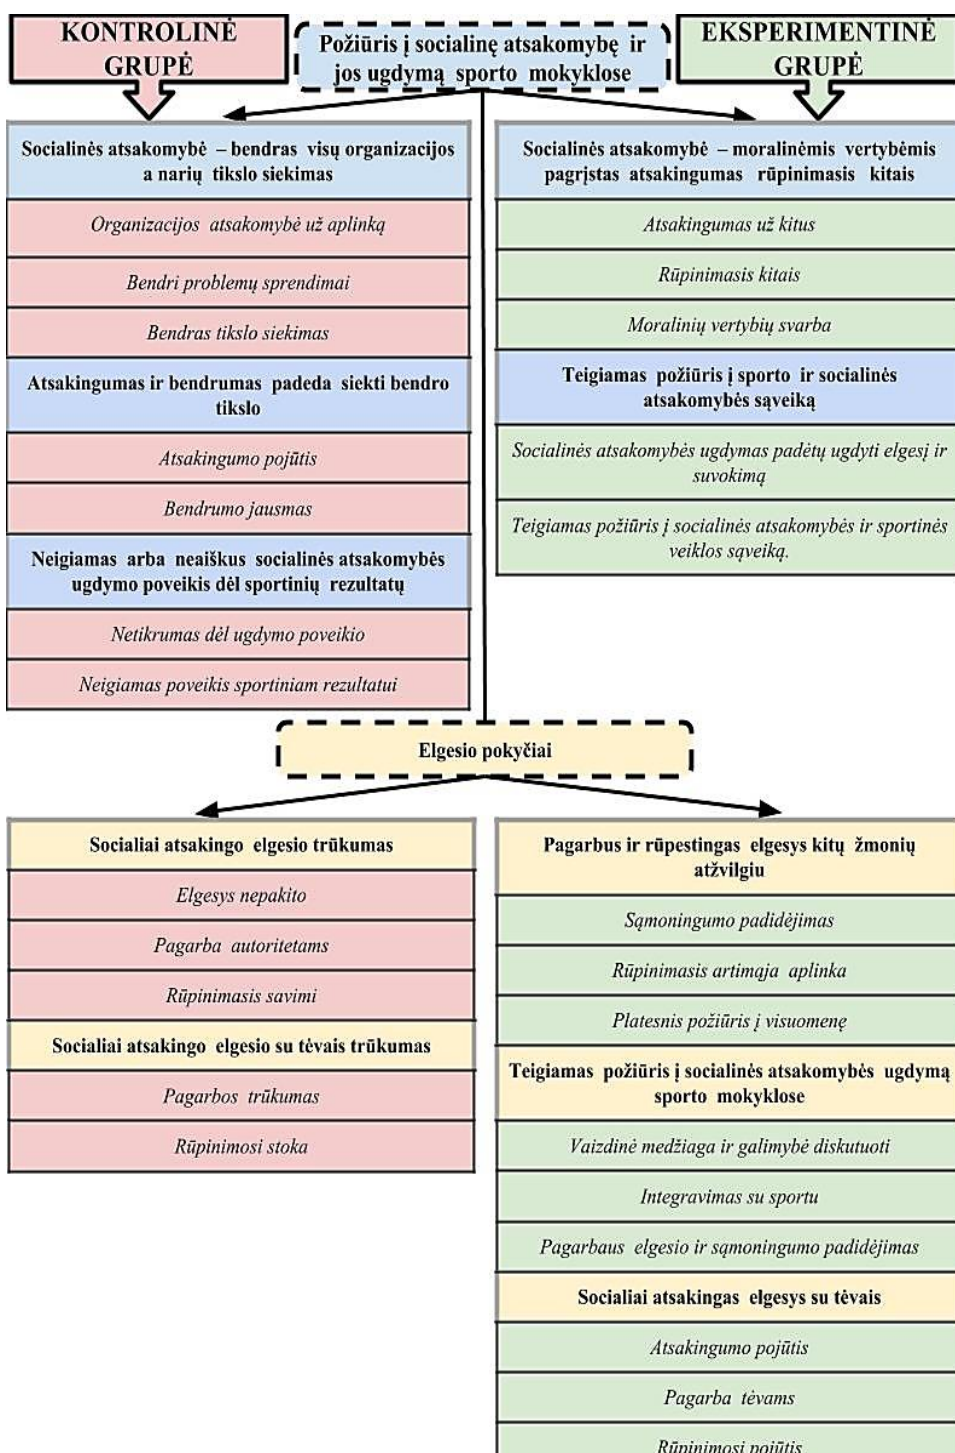 KONTROLINĖ
GRUPĖ
Požiūris į socialinę atsakomybę ir
jos ugdymą sporto mokyklose
EKSPERIMENTINĖ
GRUPĖ
Socialinės atsakomybė – bendras visų organizacijos
a narių tikslo siekimas
Organizacijos atsakomybė už aplinką
Bendri problemų sprendimai
Bendras tikslo siekimas
Atsakingumas ir bendrumas padeda siekti bendro
tikslo
Atsakingumo pojūtis
Bendrumo jausmas
Neigiamas arba neaiškus socialinės atsakomybės
ugdymo poveikis dėl sportinių rezultatų
Netikrumas dėl ugdymo poveikio
Neigiamas poveikis sportiniam rezultatui
Socialinės atsakomybė – moralinėmis vertybėmis
pagrįstas atsakingumas rūpinimasis kitais
Atsakingumas už kitus
Rūpinimasis kitais
Moralinių vertybių svarba
Teigiamas požiūris į sporto ir socialinės
atsakomybės sąveiką
Socialinės atsakomybės ugdymas padėtų ugdyti elgesį ir
suvokimą
Teigiamas požiūris į socialinės atsakomybės ir sportinės
veiklos sąveiką.
Elgesio pokyčiai
Socialiai atsakingo elgesio trūkumas
Elgesys nepakito
Pagarba autoritetams
Rūpinimasis savimi
Socialiai atsakingo elgesio su tėvais trūkumas
Pagarbos trūkumas
Rūpinimosi stoka
Pagarbus ir rūpestingas elgesys kitų žmonių
atžvilgiu
Sąmoningumo padidėjimas
Rūpinimasis artimąja aplinka
Platesnis požiūris į visuomenę
Teigiamas požiūris į socialinės atsakomybės ugdymą
sporto mokyklose
Vaizdinė medžiaga ir galimybė diskutuoti
Integravimas su sportu
Pagarbaus elgesio ir sąmoningumo padidėjimas
Socialiai atsakingas elgesys su tėvais
Atsakingumo pojūtis
Pagarba tėvams
Rūpinimosi pojūtis